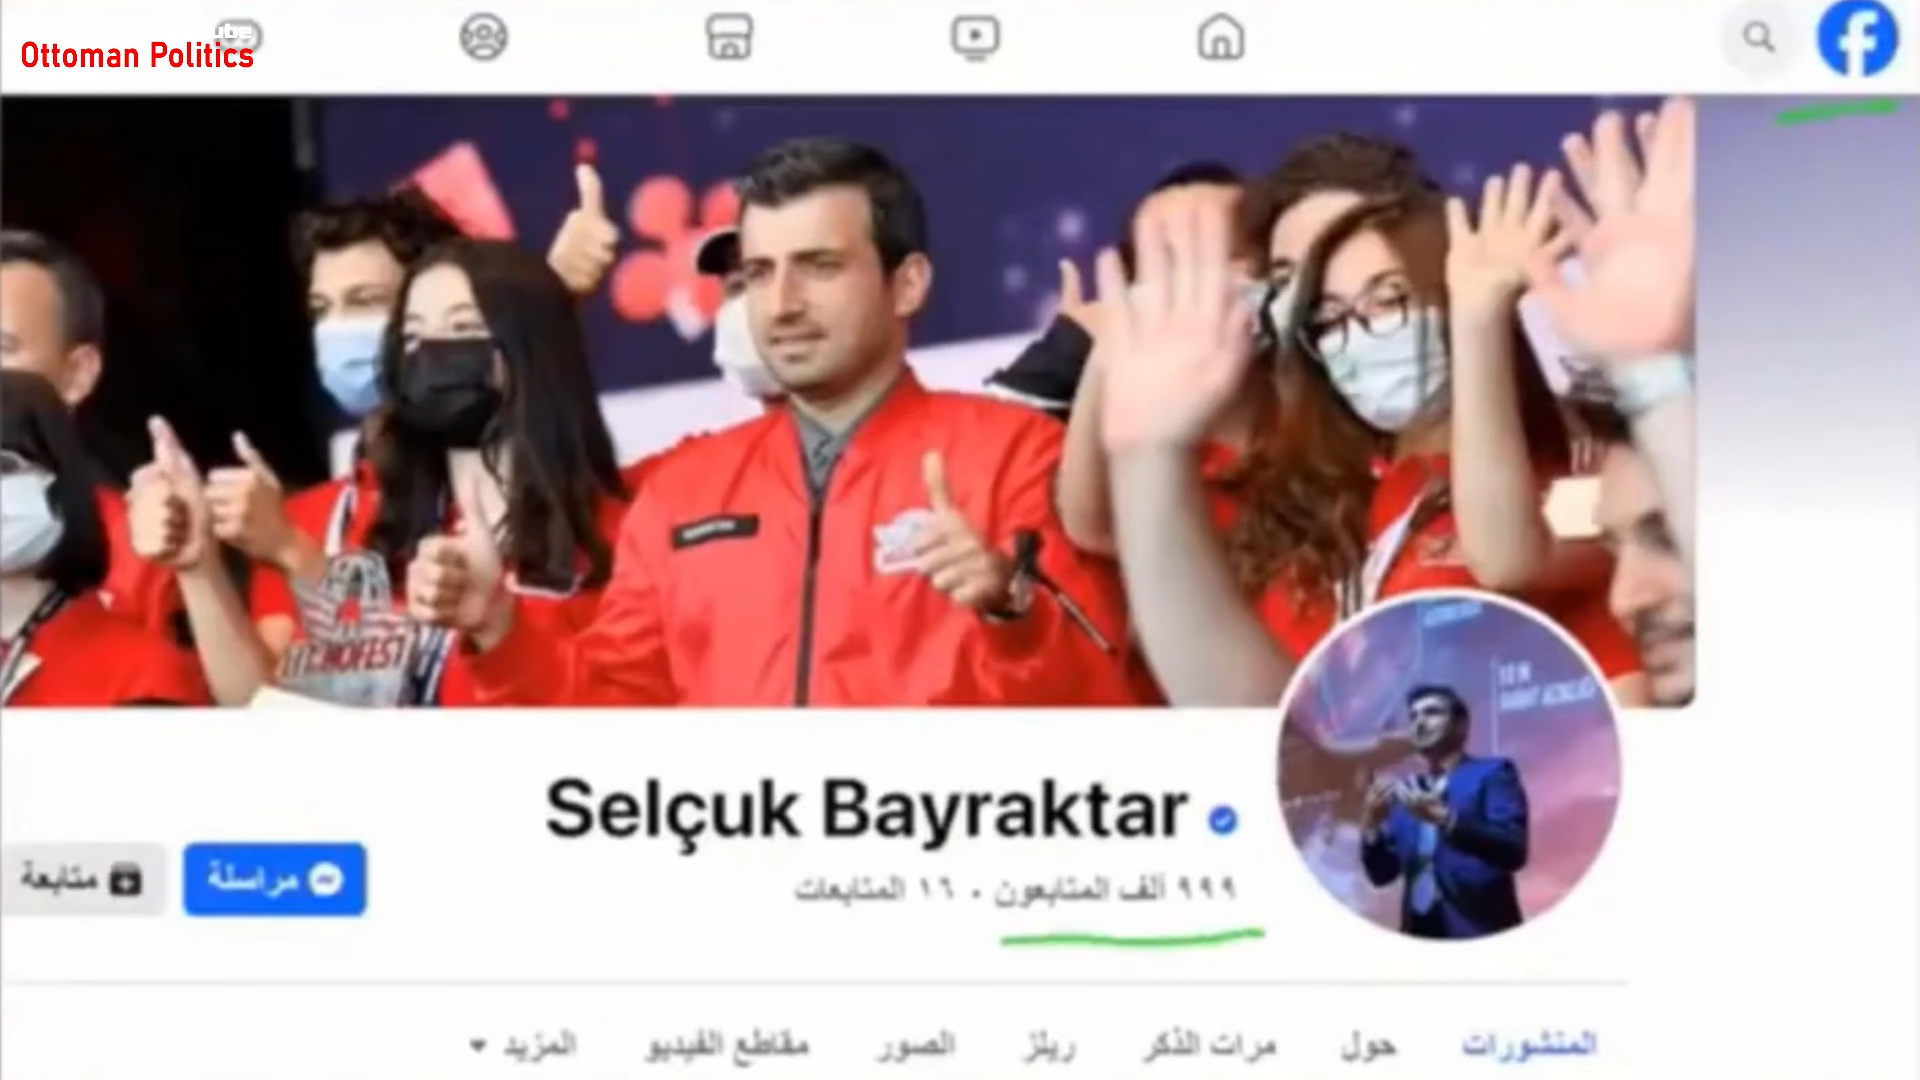 Ottoman Politics
Selçuk Bayraktar
٩٩٩ ألف المتابعون · ١٦ المتابعات
مراسلة
متابعة
المنشورات
حول
مرات الذكر
ريلز
الصور
مقاطع الفيديو
المزيد